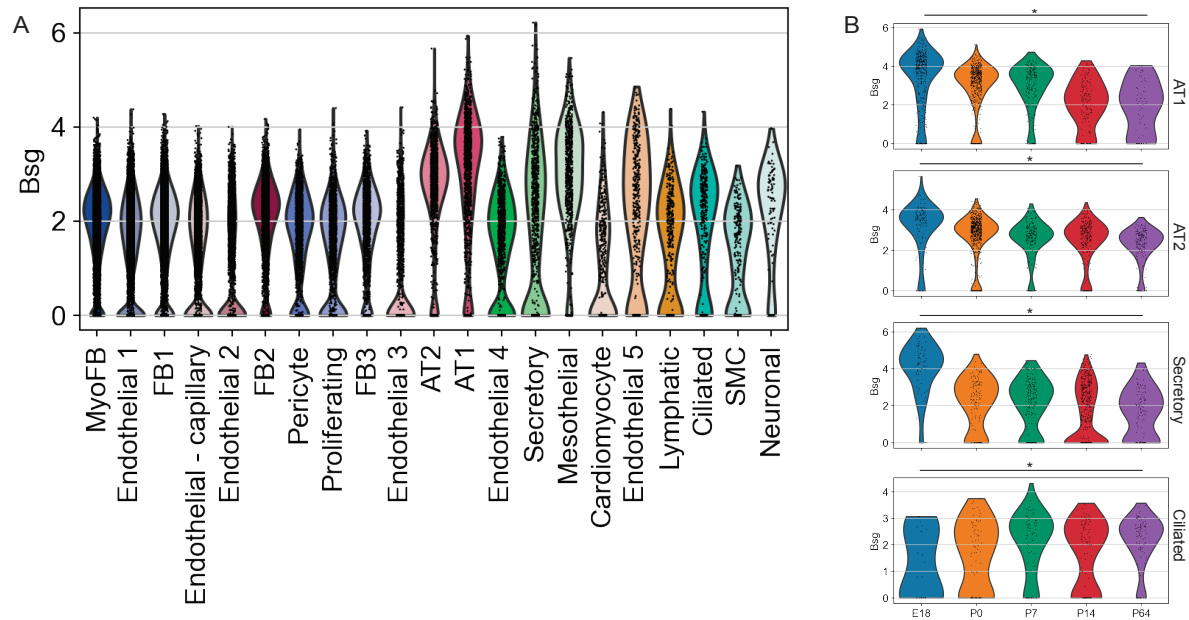 A
Bsg
6
4
2
0
MyoFB
Endothelial 1
FB1
Endothelial - capillary
Endothelial 2
FB2
Pericyte
Proliferating
FB3
Endothelial 3
AT2
AT1
Endothelial 4
Secretory
Mesothelial
Cardiomyocyte
Endothelial 5
Lymphatic
Ciliated
SMC
Neuronal
B
*
Bsg
6
4
2
0
AT1
*
Bsg
4
2
0
AT2
*
Bsg
6
4
2
0
Secretory
*
Bsg
4
3
2
1
0
Ciliated
E18
P0
P7
P14
P64